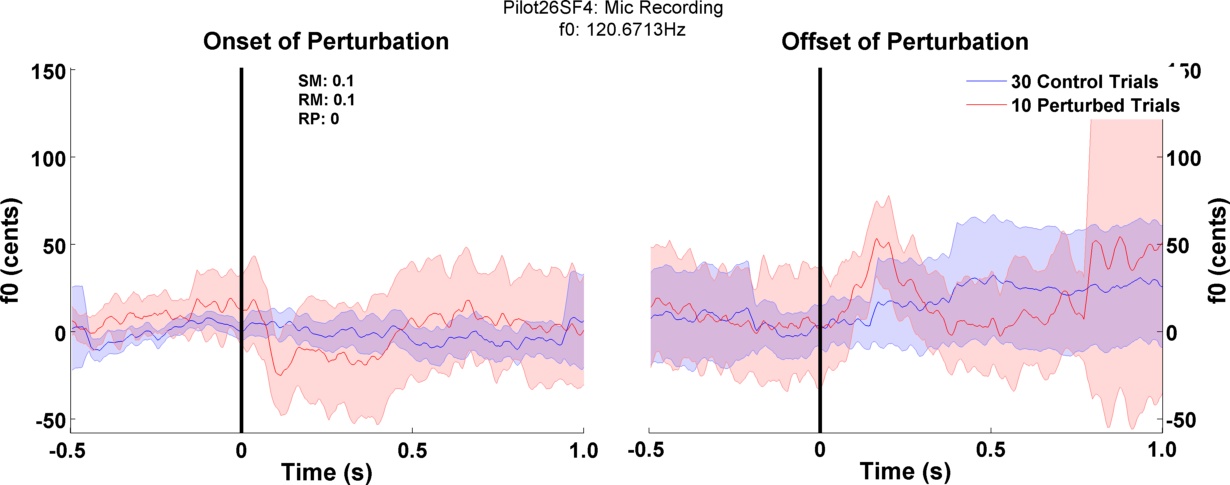 Pilot26SF4: Mic Recording
f0: 120.6713Hz
Onset of Perturbation
150
100
50
0
-50
f0 (cents)
SM: 0.1
RM: 0.1
RP: 0
-0.5
0
0.5
1.0
Time (s)
Offset of Perturbation
30 Control Trials
10 Perturbed Trials
50
100
50
0
-50
f0 (cents)
-0.5
0
0.5
1.0
Time (s)